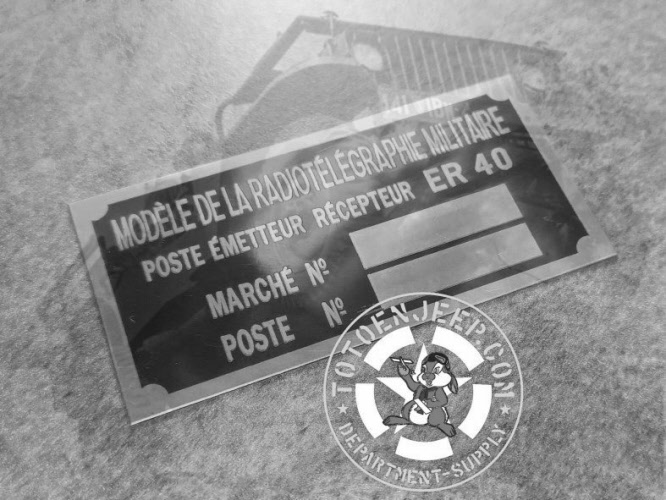 MODÈLE DE LA RADIOTÉLÉGRAPHIE MILITAIRE
POSTE ÉMETTEUR RÉCEPTEUR ER 40
MARCHÉ Nº
POSTE Nº
TOTOENJEEP.COM
DEPARTMENT-SUPPLY